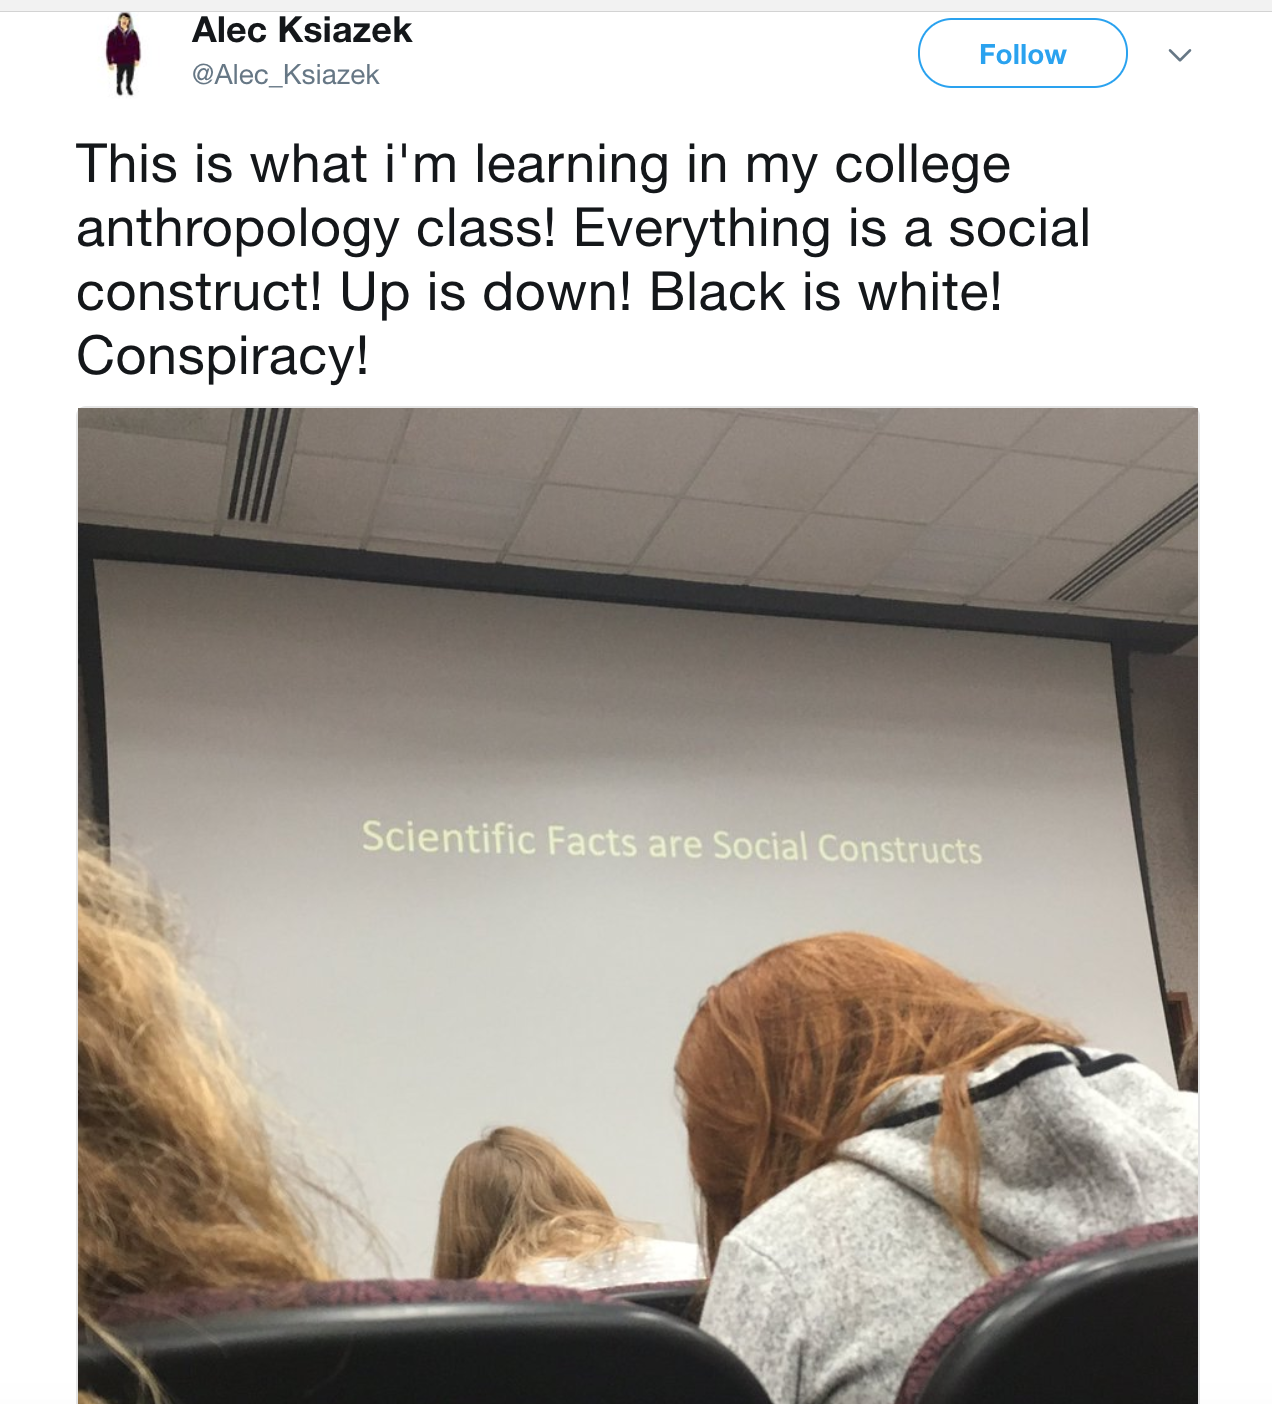 Alec Ksiazek
@Alec_Ksiazek
Follow
This is what i'm learning in my college
anthropology class! Everything is a social
construct! Up is down! Black is white!
Conspiracy!
Scientific Facts are Social Constructs